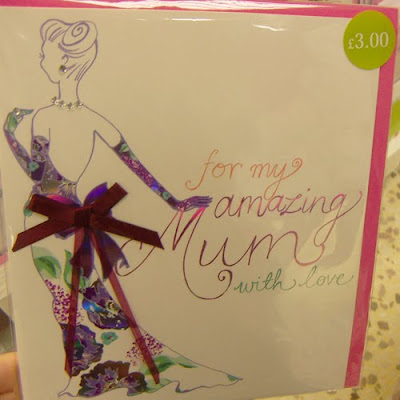 £3.00
for my
amazing
Mum
with love